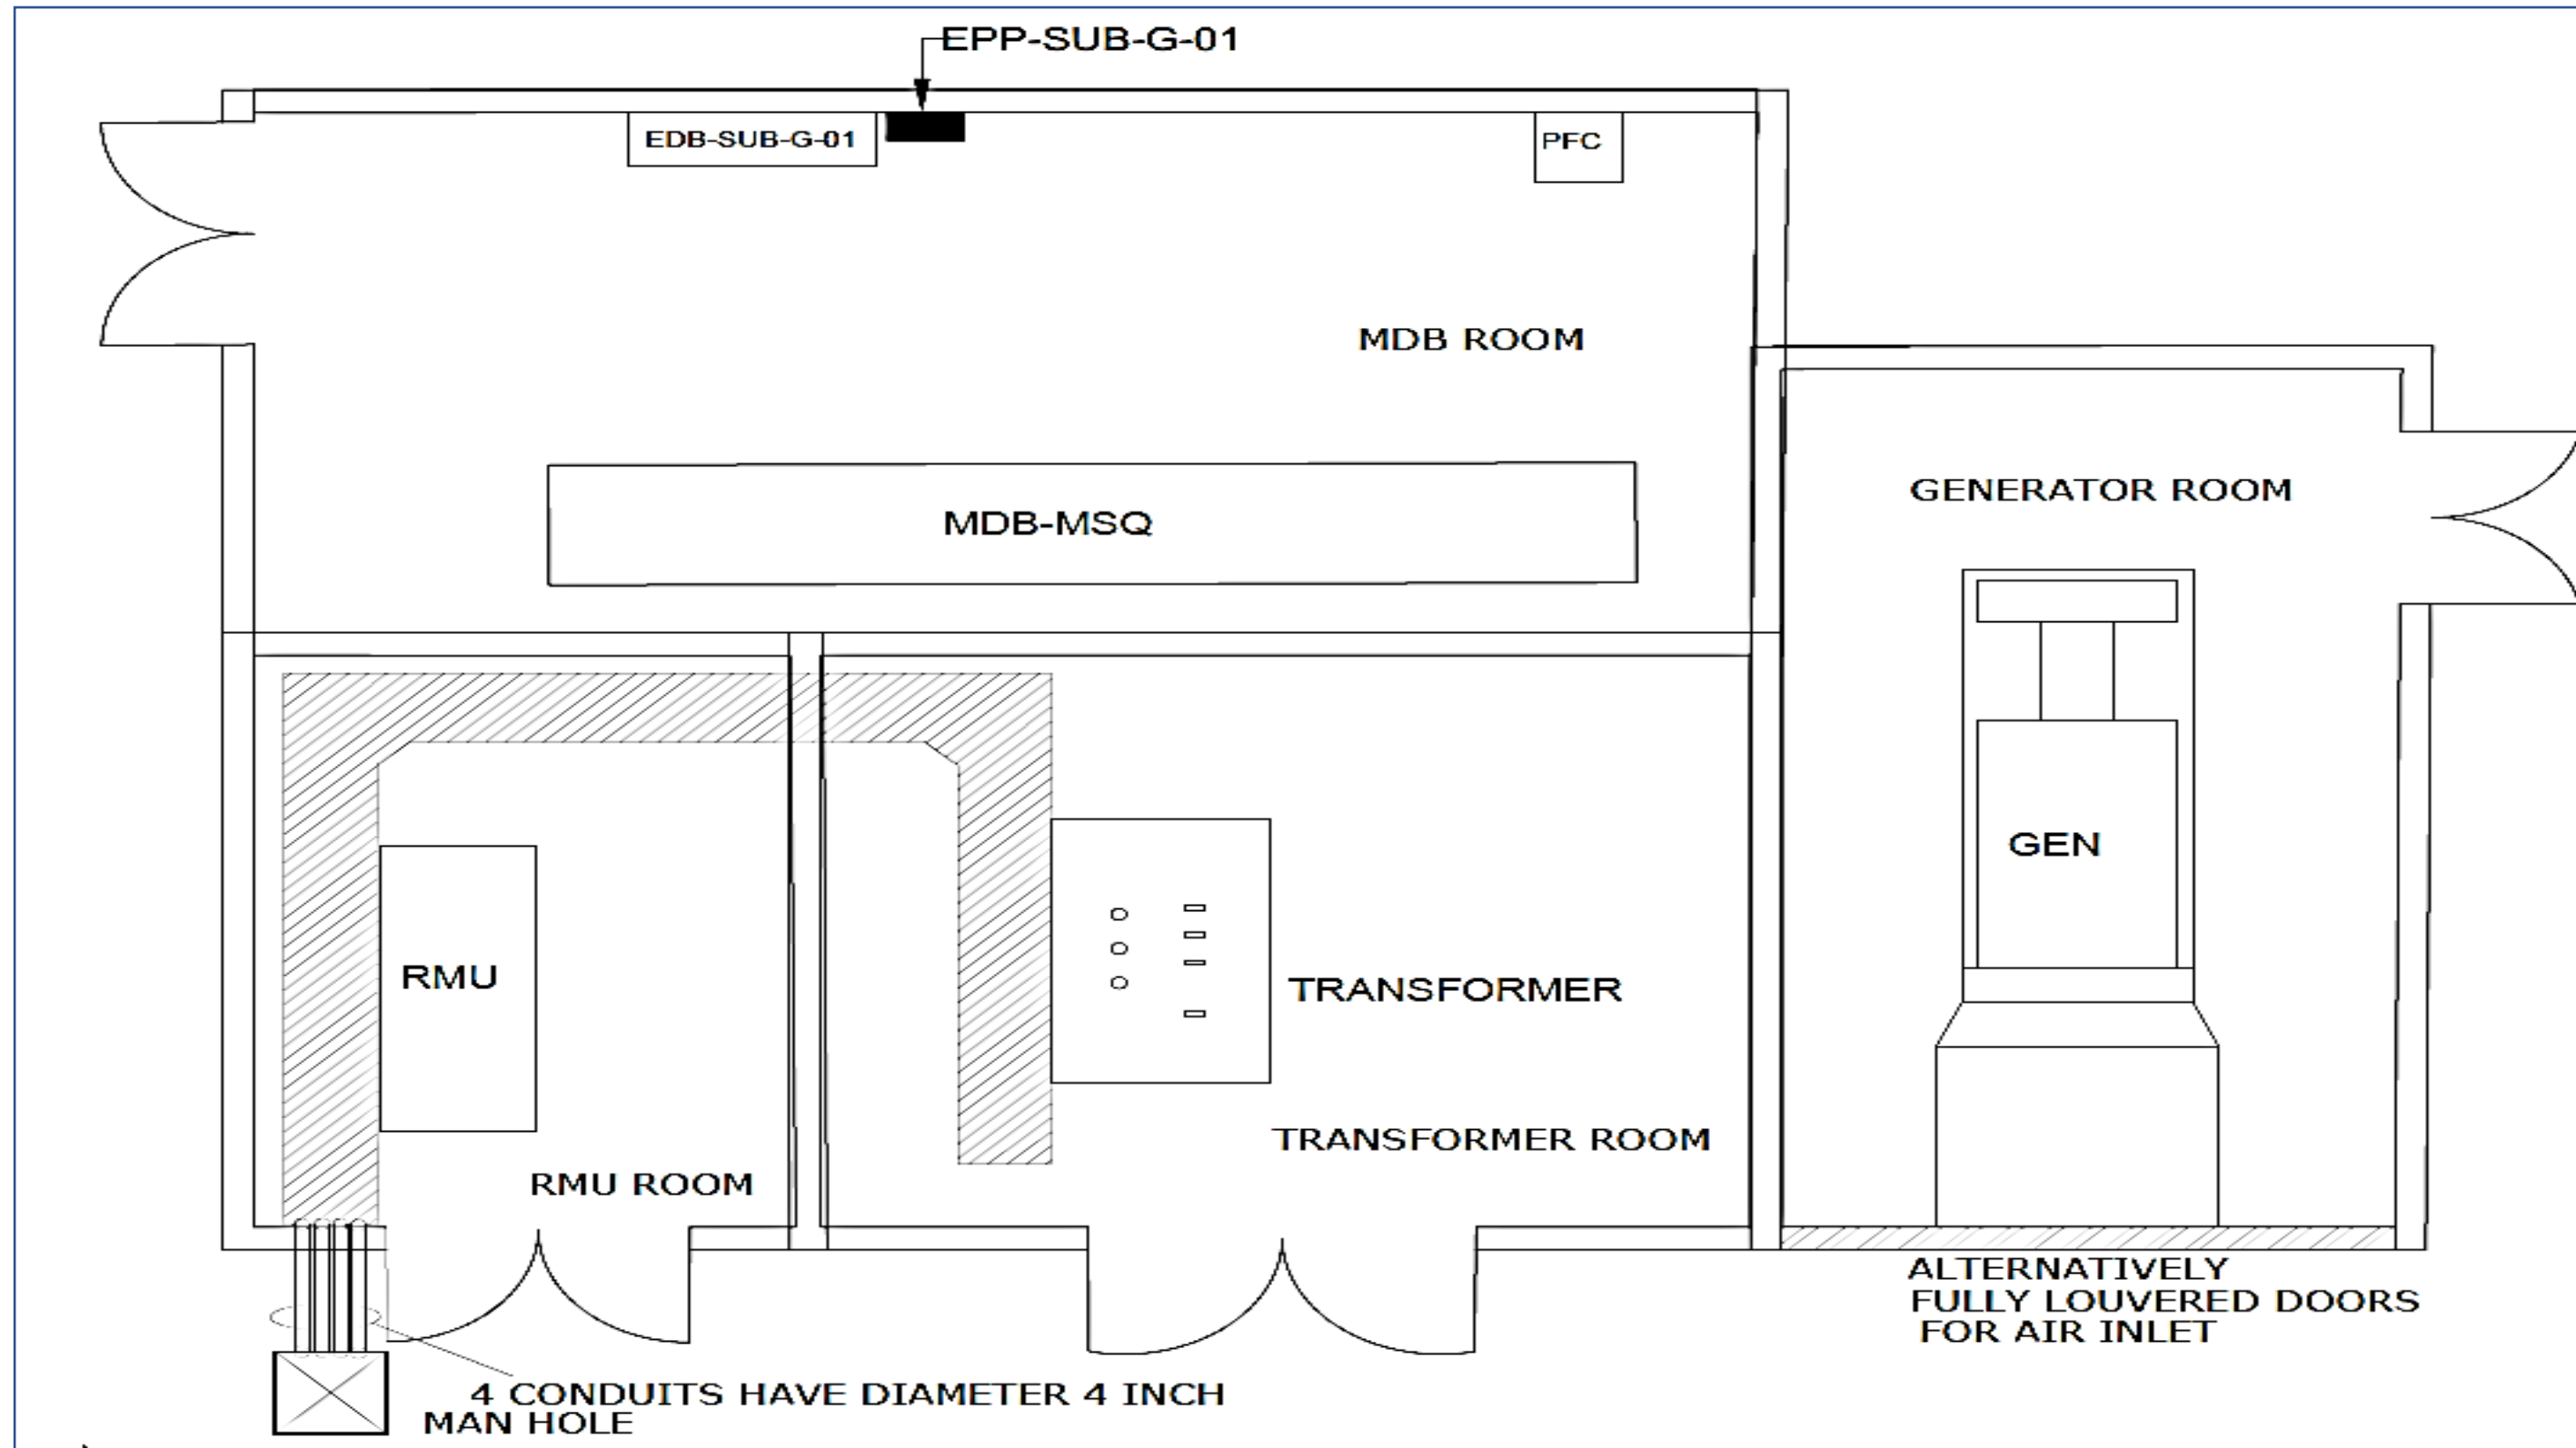 EPP-SUB-G-01
EDB-SUB-G-01
PFC
MDB ROOM
MDB-MSQ
GENERATOR ROOM
GEN
RMU
TRANSFORMER
TRANSFORMER ROOM
RMU ROOM
ALTERNATIVELY
FULLY LOUVERED DOORS
FOR AIR INLET
4 CONDUITS HAVE DIAMETER 4 INCH
MAN HOLE